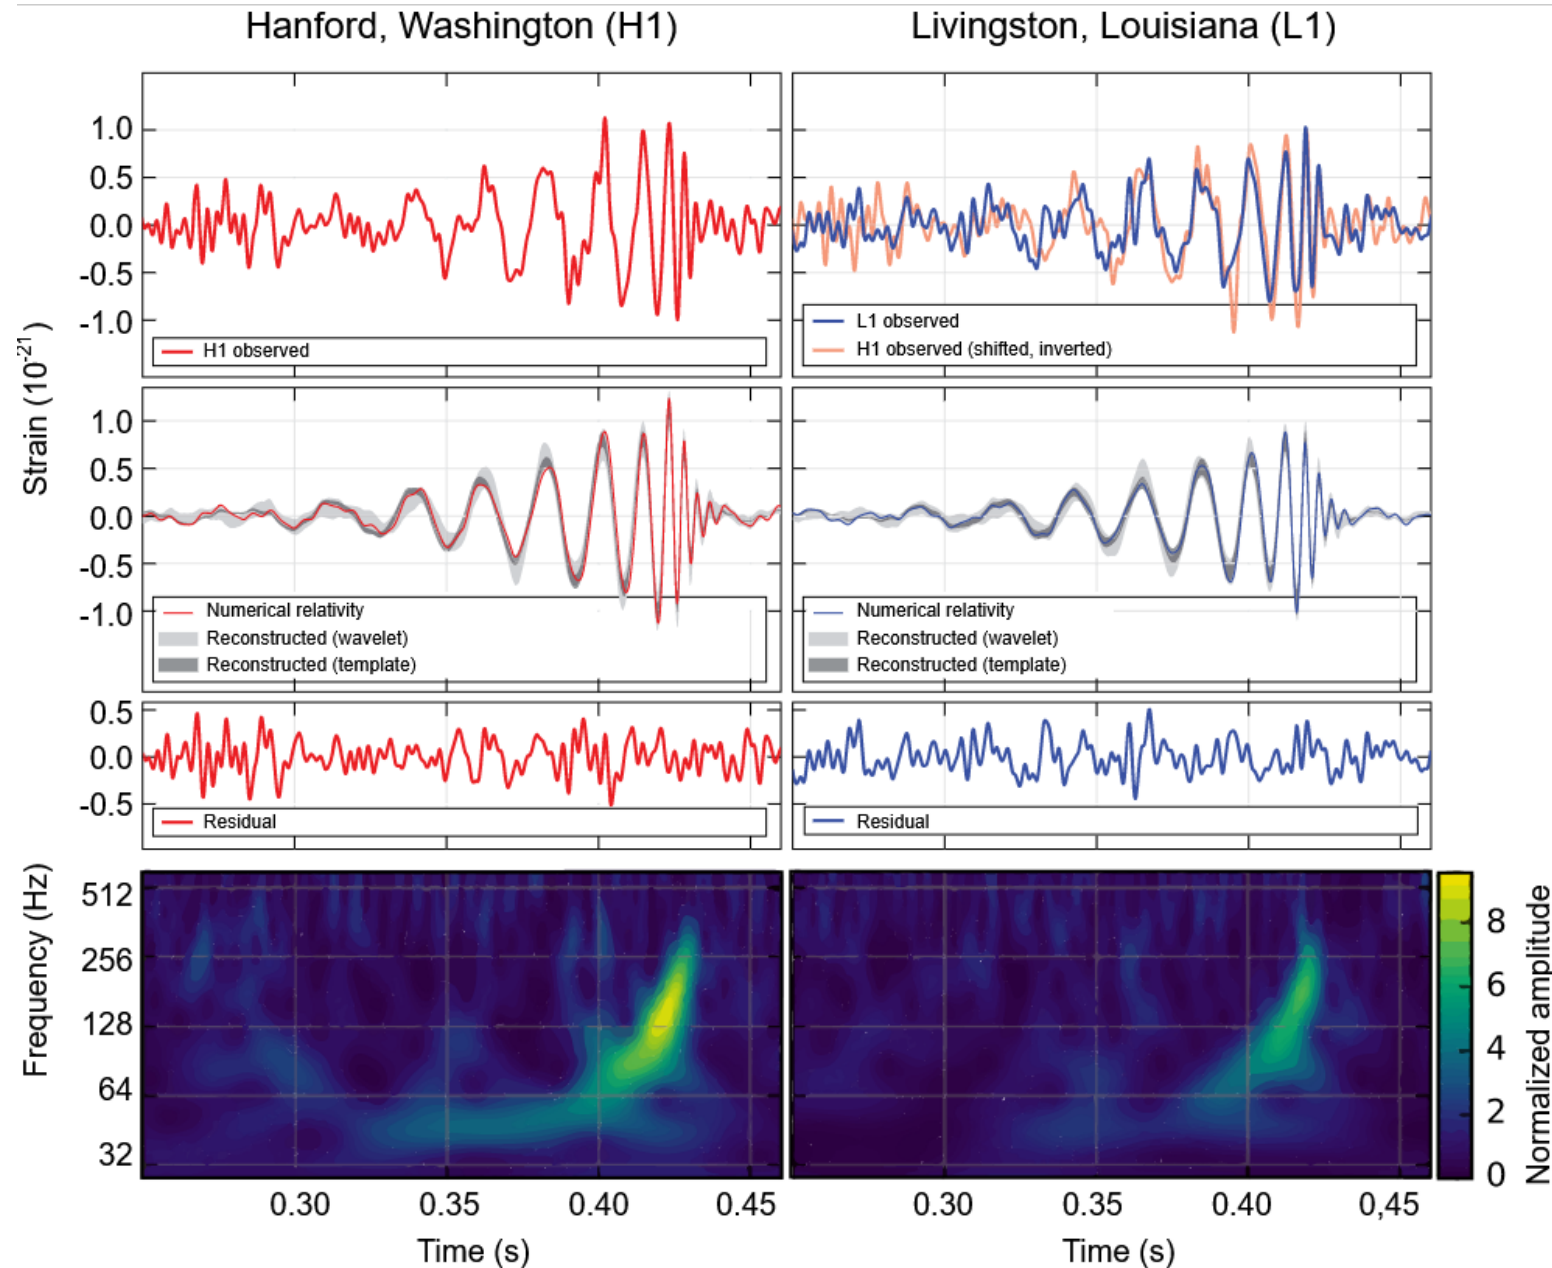 Hanford, Washington (H1)
Livingston, Louisiana (L1)
Strain (10-21)
1.0
0.5
0.0
-0.5
-1.0
H1 observed
L1 observed
H1 observed (shifted, inverted)
1.0
0.5
0.0
-0.5
-1.0
Numerical relativity
Reconstructed (wavelet)
Reconstructed (template)
Numerical relativity
Reconstructed (wavelet)
Reconstructed (template)
0.5
0.0
-0.5
Residual
Residual
Frequency (Hz)
512
256
128
64
32
Normalized amplitude
8
6
4
2
0
0.30 0.35 0.40 0.45
0.30 0.35 0.40 0,45
Time (s)
Time (s)